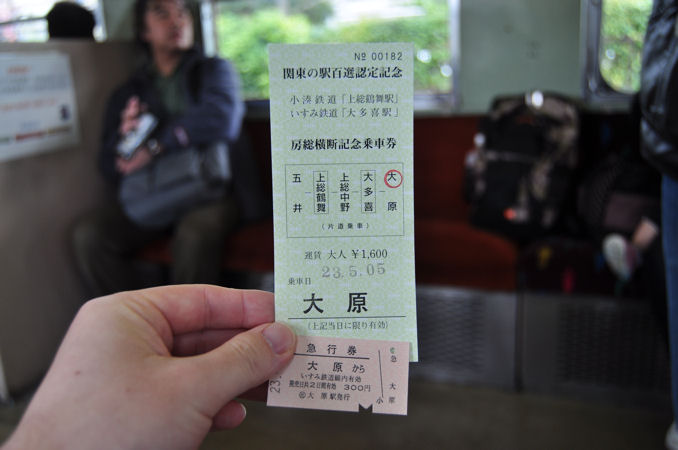 № 00182
関東の駅百選認定記念
小湊鉄道「上総鶴舞駅」
いすみ鉄道「大多喜駅」
房総横断記念乗車券
五井―上総鶴舞―上総中野―大多喜―大原
(片道乗車)
運賃 大人 ¥1,600
乗車日 23.5.05
大原
(上記当日に限り有効)
急行券
大原から
いすみ鉄道線内有効
発売日共2日間有効 300円
大原駅発行
23.
急
大原
小